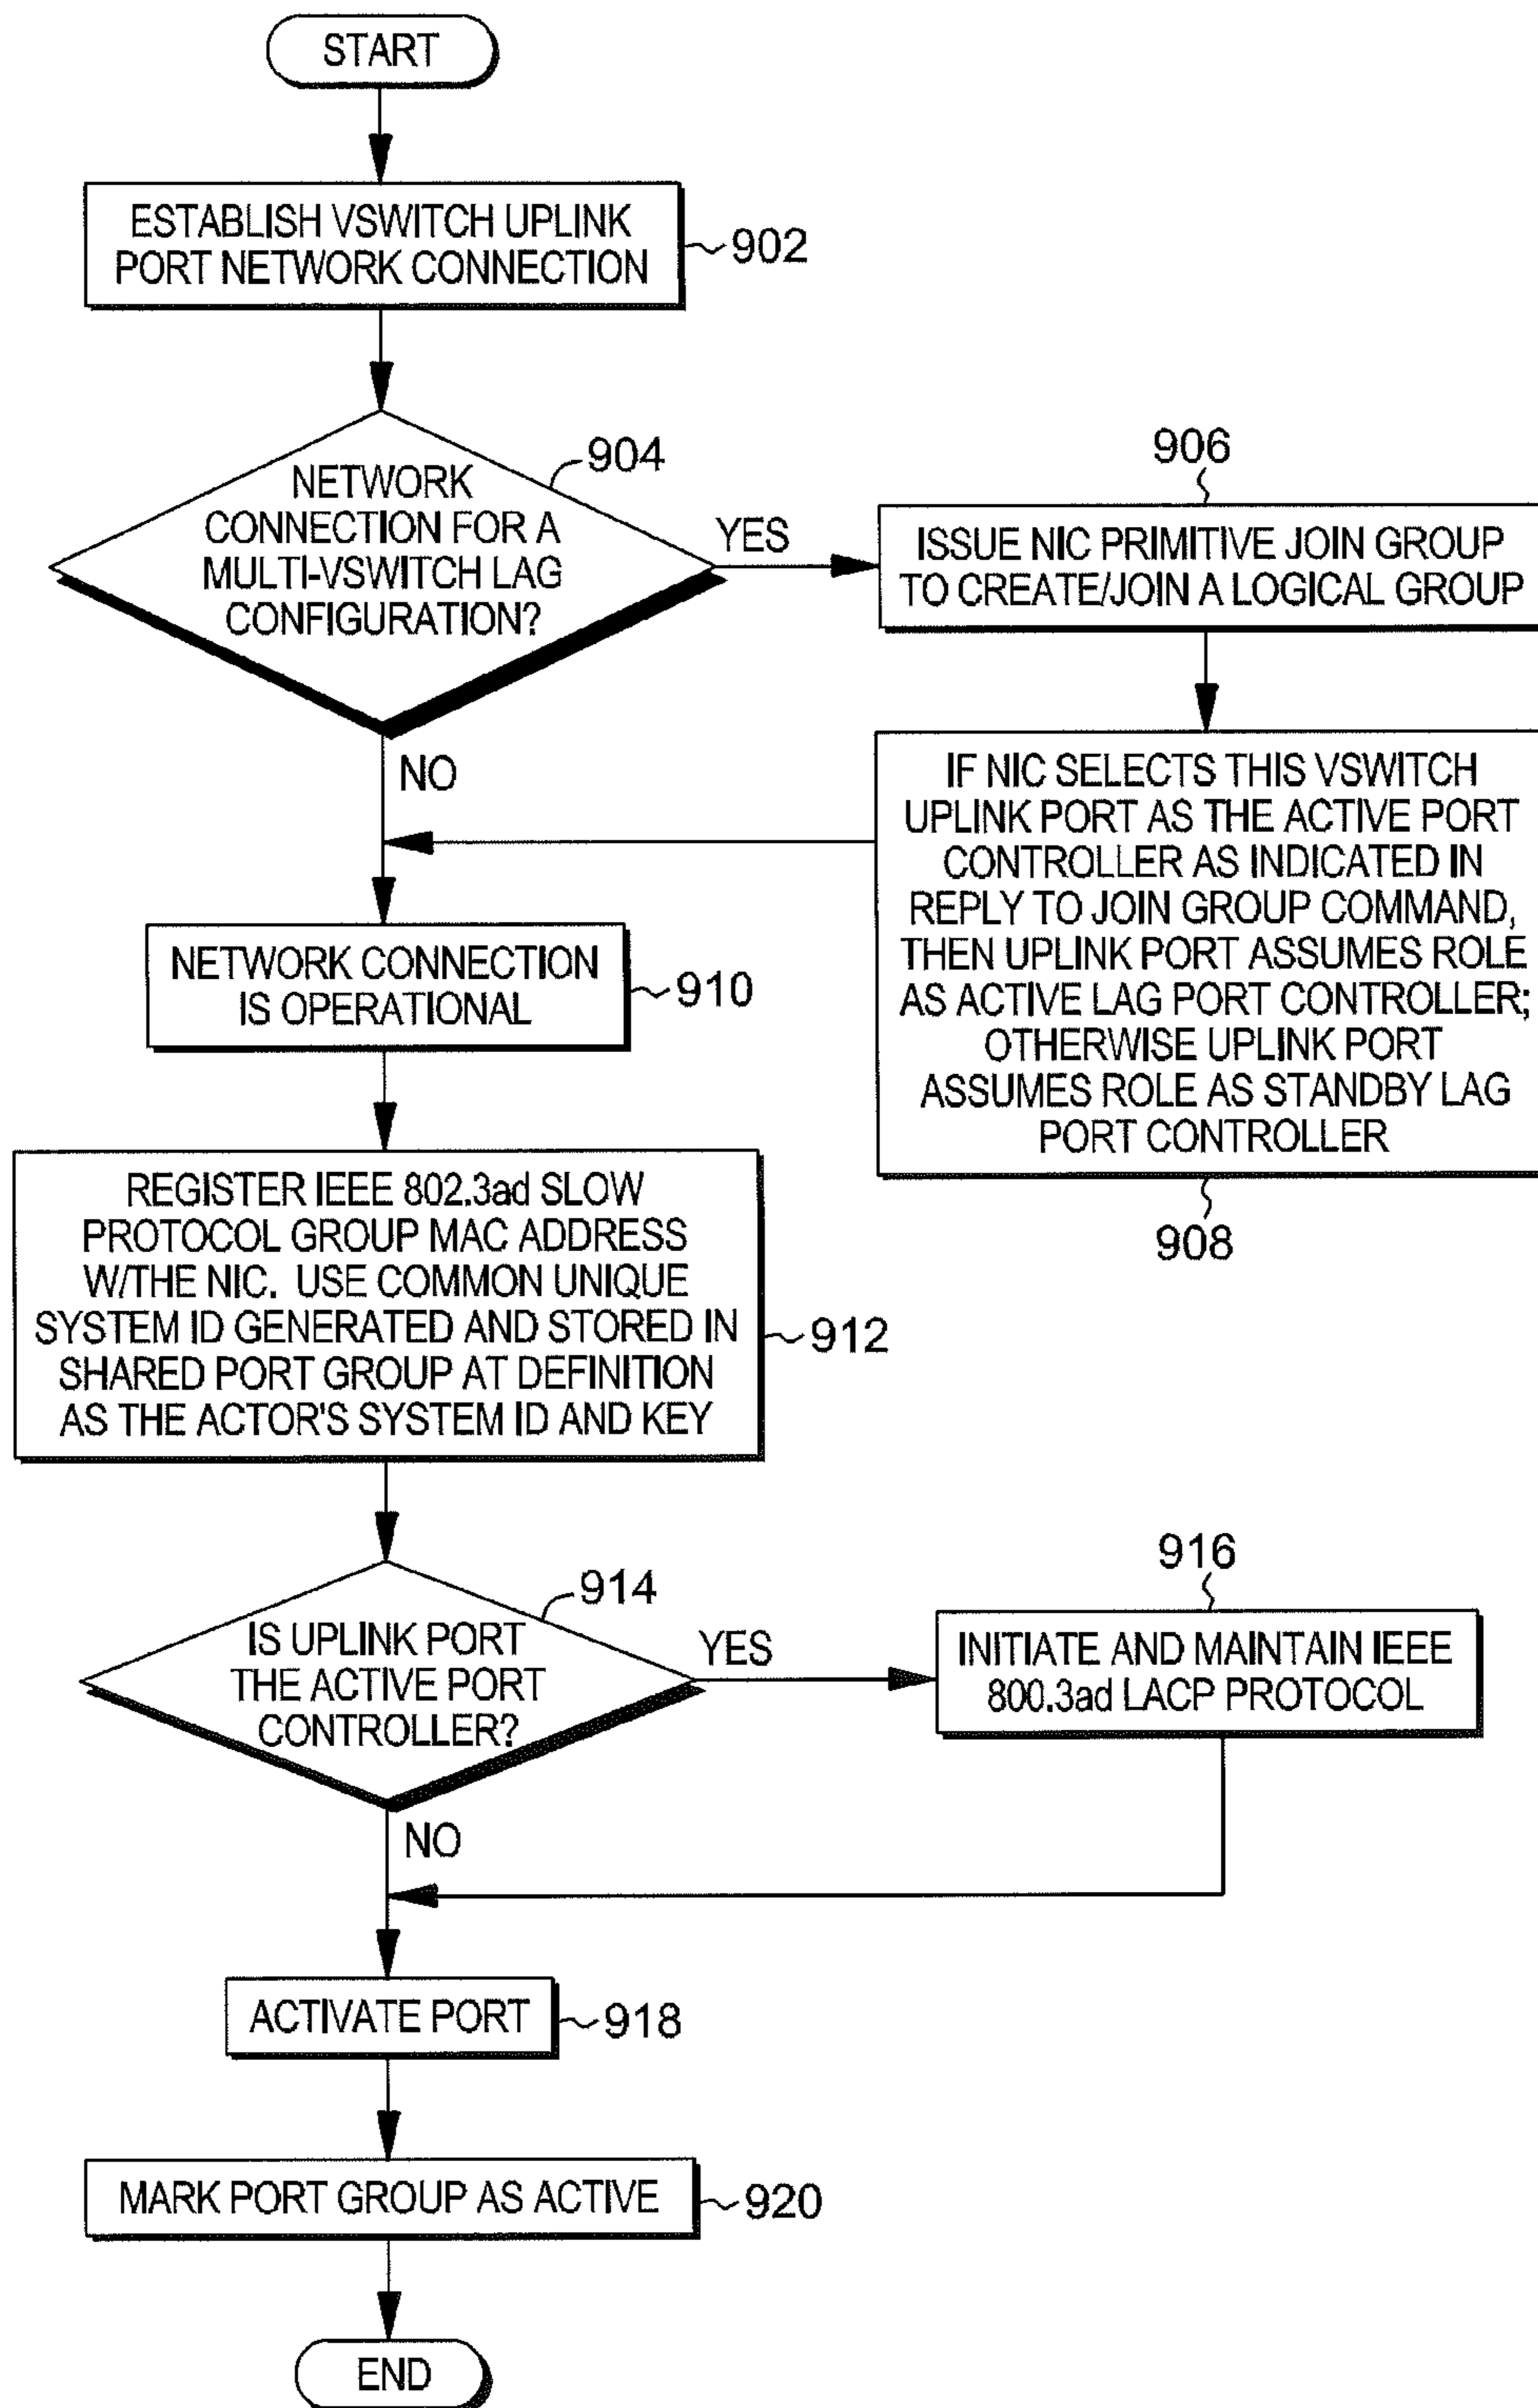 START
ESTABLISH VSWITCH UPLINK
PORT NETWORK CONNECTION
902
NETWORK
CONNECTION FOR A
MULTI-VSWITCH LAG
CONFIGURATION?
904
YES
NO
906
ISSUE NIC PRIMITIVE JOIN GROUP
TO CREATE/JOIN A LOGICAL GROUP
IF NIC SELECTS THIS VSWITCH
UPLINK PORT AS THE ACTIVE PORT
CONTROLLER AS INDICATED IN
REPLY TO JOIN GROUP COMMAND,
THEN UPLINK PORT ASSUMES ROLE
AS ACTIVE LAG PORT CONTROLLER;
OTHERWISE UPLINK PORT
ASSUMES ROLE AS STANDBY LAG
PORT CONTROLLER
908
NETWORK CONNECTION
IS OPERATIONAL
910
REGISTER IEEE 802.3ad SLOW
PROTOCOL GROUP MAC ADDRESS
W/THE NIC. USE COMMON UNIQUE
SYSTEM ID GENERATED AND STORED IN
SHARED PORT GROUP AT DEFINITION
AS THE ACTOR'S SYSTEM ID AND KEY
912
IS UPLINK PORT
THE ACTIVE PORT
CONTROLLER?
914
YES
NO
916
INITIATE AND MAINTAIN IEEE
800.3ad LACP PROTOCOL
ACTIVATE PORT
918
MARK PORT GROUP AS ACTIVE
920
END